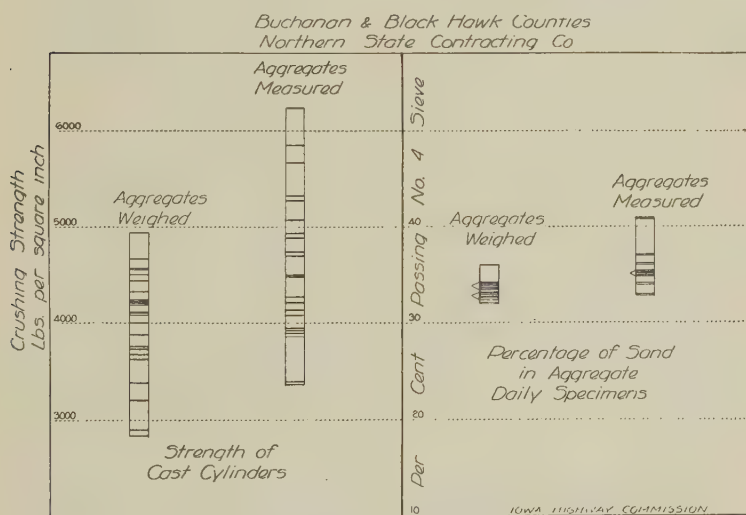 Buchanan & Black Hawk Counties
Northern State Contracting Co
Crushing Strength
Lbs. per square inch
6000
5000
4000
3000
Aggregates
Weighed
Aggregates
Measured
Strength of
Cast Cylinders
Per Cent Passing No. 4 Sieve
40
30
20
10
Aggregates
Weighed
Aggregates
Measured
Percentage of Sand
in Aggregate
Daily Specimens
IOWA HIGHWAY COMMISSION